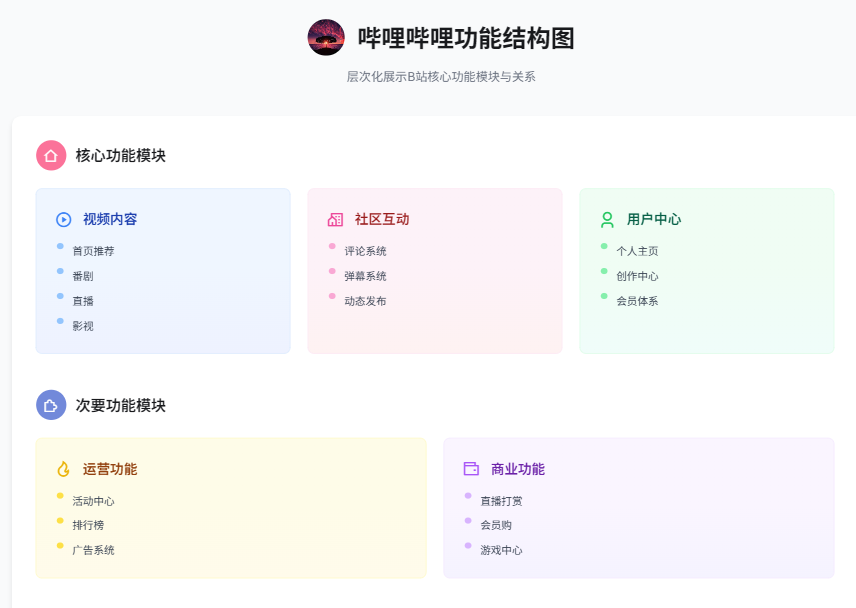 哔哩哔哩功能结构图
层次化展示B站核心功能模块与关系
核心功能模块
视频内容
首页推荐
番剧
直播
影视
社区互动
评论系统
弹幕系统
动态发布
用户中心
个人主页
创作中心
会员体系
次要功能模块
运营功能
活动中心
排行榜
广告系统
商业功能
直播打赏
会员购
游戏中心